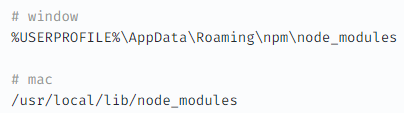 # window
%USERPROFILE%\AppData\Roaming\npm\node_modules
# mac
/usr/local/lib/node_modules